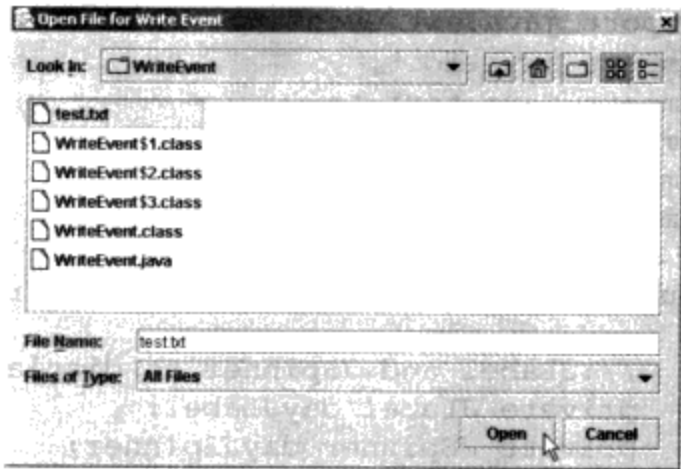 Open File for Write Event
Look In: WriteEvent
test.txt
WriteEvent$1.class
WriteEvent$2.class
WriteEvent$3.class
WriteEvent.class
WriteEvent.java
File Name: test.txt
Files of Type: All Files
Open Cancel